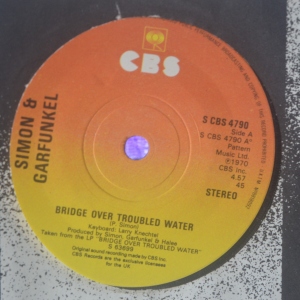 CBS
SIMON &
GARFUNKEL
S CBS 4790
Side A
S CBS 4790 A
Pattern
Music Ltd.
℗1970
CBS Inc.
4.57
45
STEREO
BRIDGE OVER TROUBLED WATER
(P. Simon)
Keyboard: Larry Knechtel
Produced by Simon, Garfunkel & Halee
Taken from the LP "BRIDGE OVER TROUBLED WATER"
S 63699
Original sound recording made by CBS Inc.
CBS Records are the exclusive licensees
for the UK